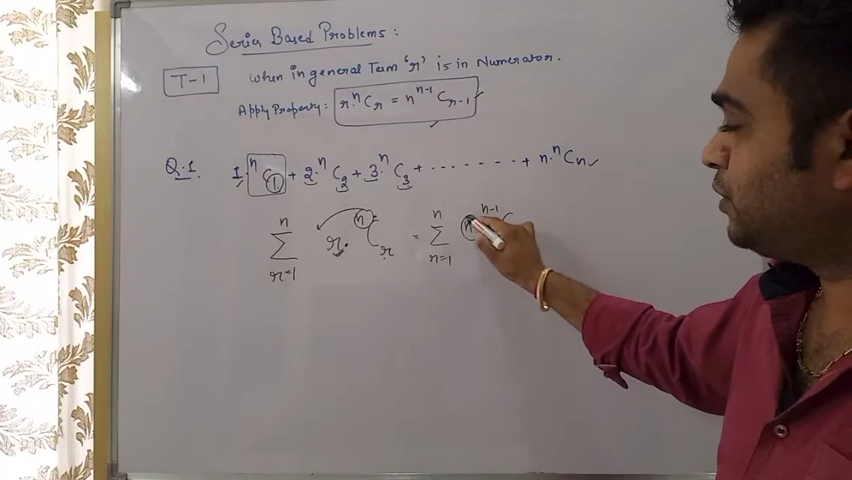 Series Based Problems:
T-1 When in general Term 'r' is in Numerator.
Apply Property: r.ⁿCᵣ = n ⁿ⁻¹Cᵣ₋₁
Q.1. 1.ⁿC₁ + 2.ⁿC₂ + 3.ⁿC₃ + ------- + n.ⁿCₙ
n n n-1
∑ r. ⁿCᵣ = ∑ n C
r=1 n=1